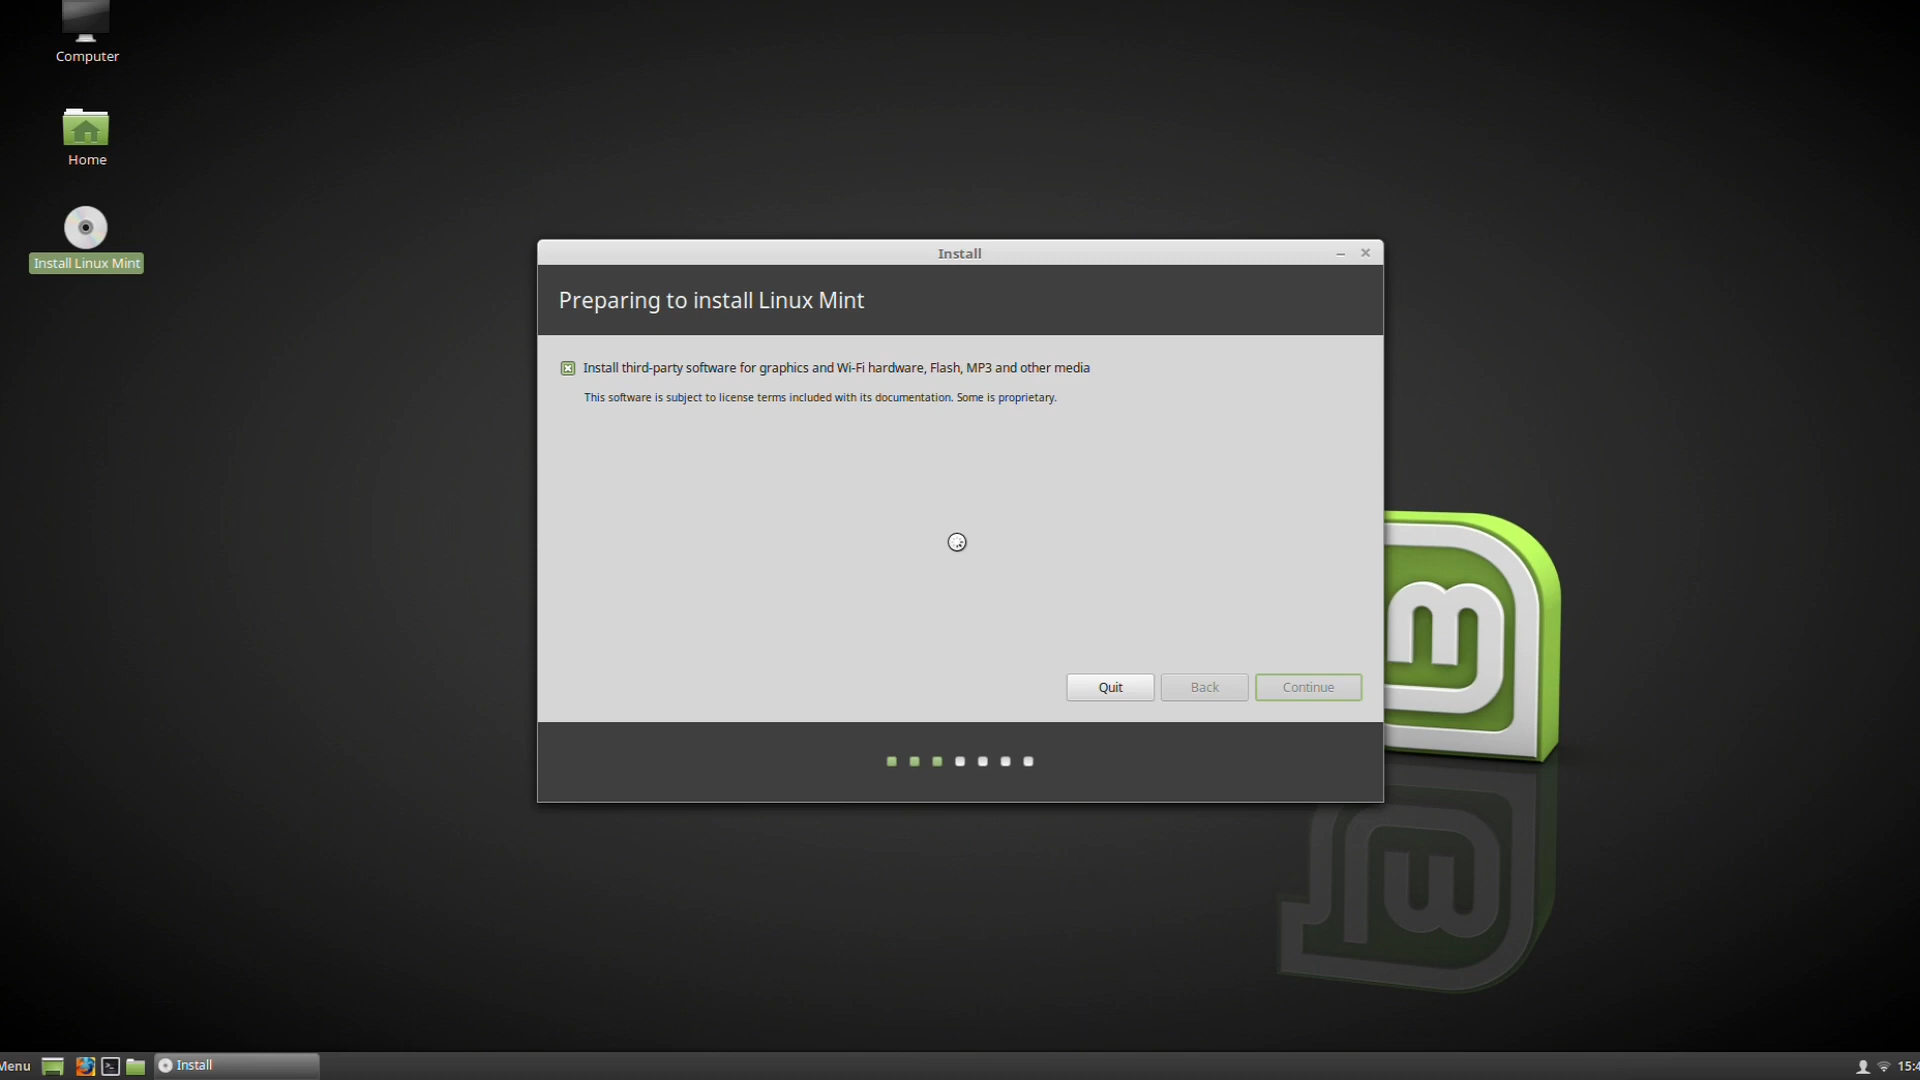 Computer
Home
Install Linux Mint
Install
Preparing to install Linux Mint
Install third-party software for graphics and Wi-Fi hardware, Flash, MP3 and other media
This software is subject to license terms included with its documentation. Some is proprietary.
Quit
Back
Continue
Menu
Install
15:4